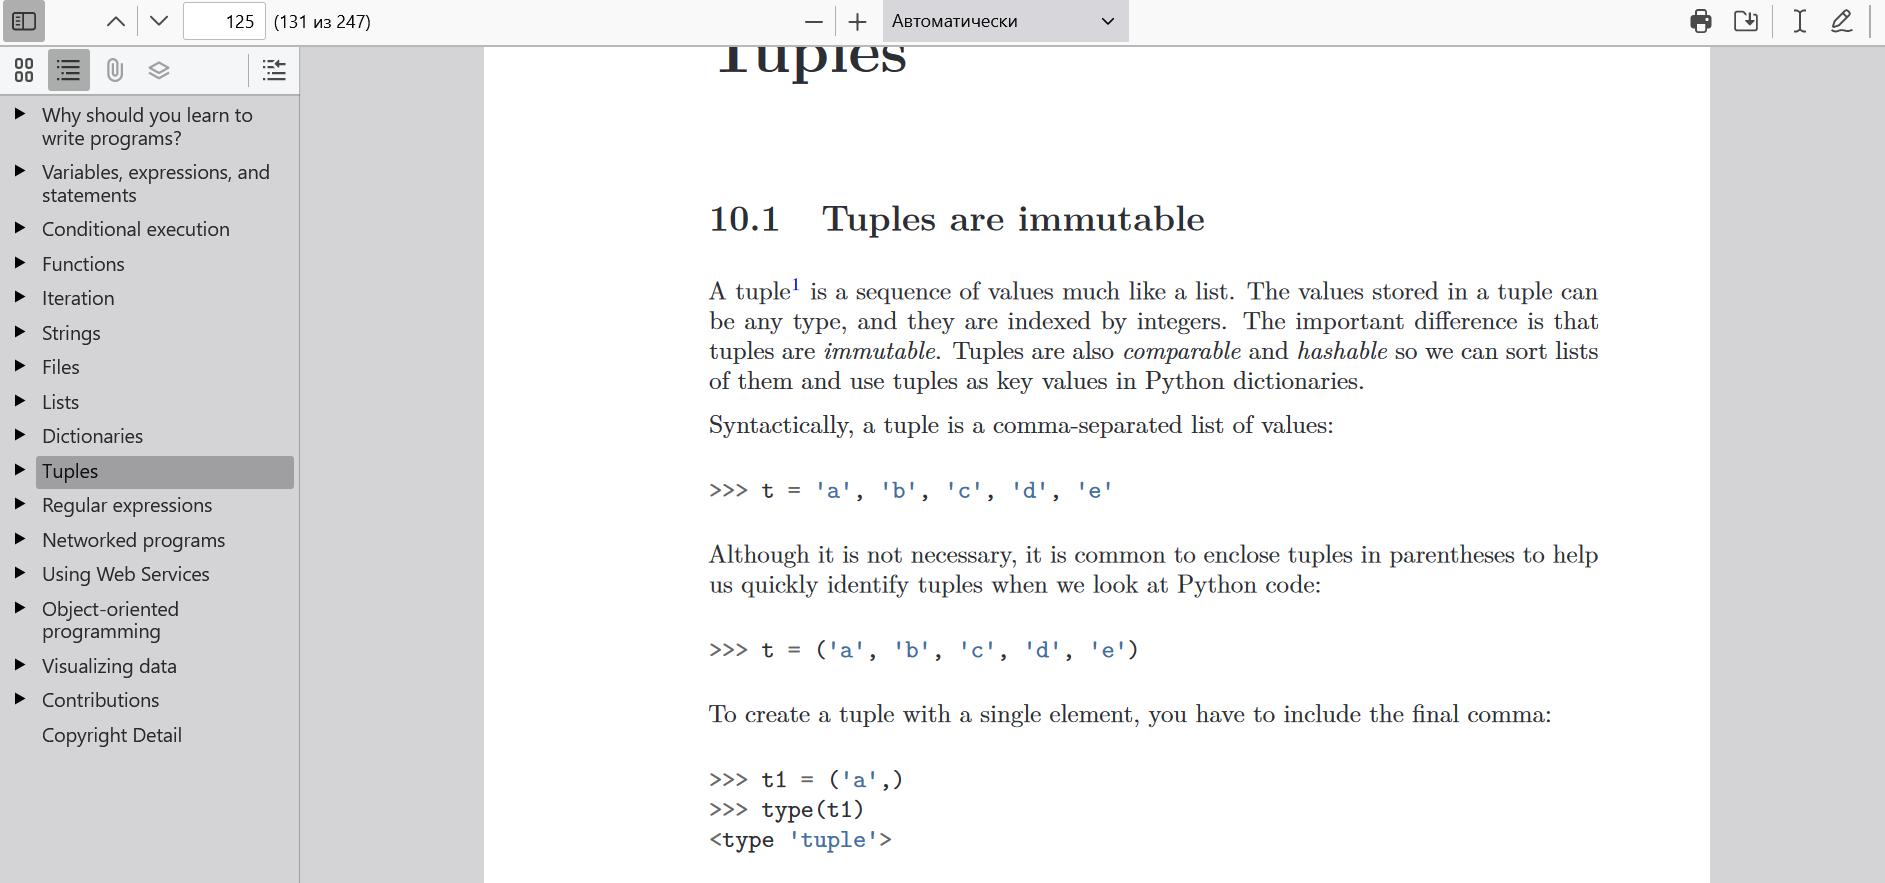 125 (131 из 247)
Автоматически
Why should you learn to
write programs?
Variables, expressions, and
statements
Conditional execution
Functions
Iteration
Strings
Files
Lists
Dictionaries
Tuples
Regular expressions
Networked programs
Using Web Services
Object-oriented
programming
Visualizing data
Contributions
Copyright Detail
Tuples
10.1 Tuples are immutable
A tuple1 is a sequence of values much like a list. The values stored in a tuple can
be any type, and they are indexed by integers. The important difference is that
tuples are immutable. Tuples are also comparable and hashable so we can sort lists
of them and use tuples as key values in Python dictionaries.
Syntactically, a tuple is a comma-separated list of values:
>>> t = 'a', 'b', 'c', 'd', 'e'
Although it is not necessary, it is common to enclose tuples in parentheses to help
us quickly identify tuples when we look at Python code:
>>> t = ('a', 'b', 'c', 'd', 'e')
To create a tuple with a single element, you have to include the final comma:
>>> t1 = ('a',)
>>> type(t1)
<type 'tuple'>